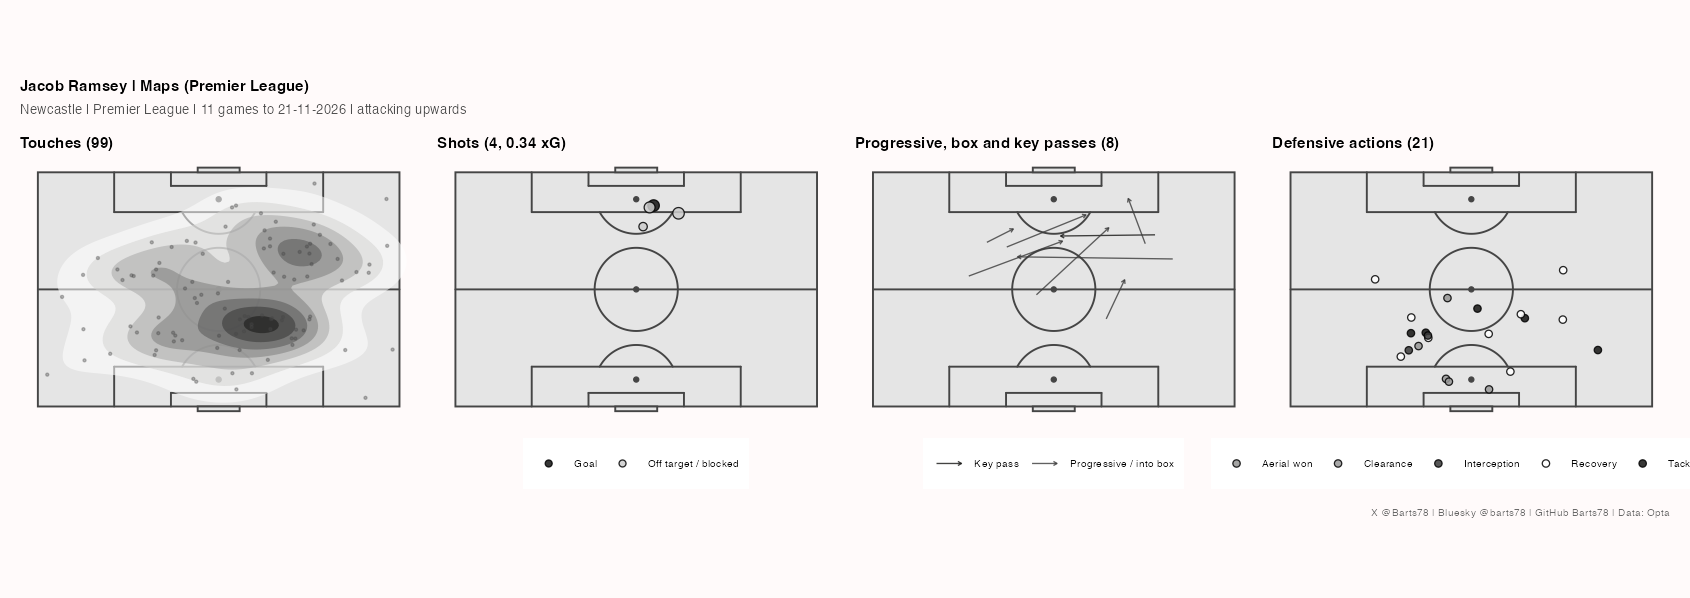 Jacob Ramsey | Maps (Premier League)
Newcastle | Premier League | 11 games to 21-11-2026 | attacking upwards
Touches (99)
Shots (4, 0.34 xG)
Progressive, box and key passes (8)
Defensive actions (21)
Goal
Off target / blocked
Key pass
Progressive / into box
Aerial won
Clearance
Interception
Recovery
Tack
X @Barts78 | Bluesky @barts78 | GitHub Barts78 | Data: Opta